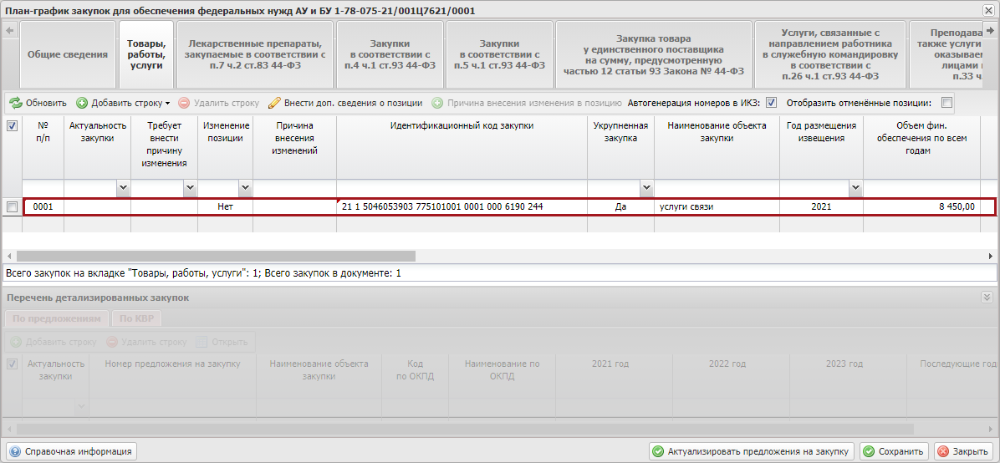 План-график закупок для обеспечения федеральных нужд АУ и БУ 1-78-075-21/001Ц7621/0001
Общие сведения
Товары,
работы,
услуги
Лекарственные препараты,
закупаемые в соответствии с
п.7 ч.2 ст.83 44-ФЗ
Закупки
в соответствии с
п.4 ч.1 ст.93 44-ФЗ
Закупки
в соответствии с
п.5 ч.1 ст.93 44-ФЗ
Закупка товара
у единственного поставщика
на сумму, предусмотренную
частью 12 статьи 93 Закона № 44-ФЗ
Услуги, связанные с
направлением работника
в служебную командировку
в соответствии с
п.26 ч.1 ст.93 44-ФЗ
Преподава
также услуги
оказываем
лицами
п.33 ч.
Обновить Добавить строку Удалить строку Внести доп. сведения о позиции Причина внесения изменения в позицию Автогенерация номеров в ИКЗ: Отобразить отменённые позиции:
№
п/п
Актуальность
закупки
Требует
внести
причину
изменения
Изменение
позиции
Причина
внесения
изменений
Идентификационный код закупки
Укрупненная
закупка
Наименование объекта
закупки
Год размещения
извещения
Объем фин.
обеспечения по всем
годам
0001 Нет 21 1 5046053903 775101001 0001 000 6190 244 Да услуги связи 2021 8 450,00
Всего закупок на вкладке "Товары, работы, услуги": 1; Всего закупок в документе: 1
Перечень детализированных закупок
По предложениям По КВР
Добавить строку Удалить строку Открыть
Актуальность
закупки
Номер предложения на закупку
Наименование объекта
закупки
Код
по ОКПД
Наименование по
ОКПД
2021 год
2022 год
2023 год
Последующие год
Справочная информация Актуализировать предложения на закупку Сохранить Закрыть